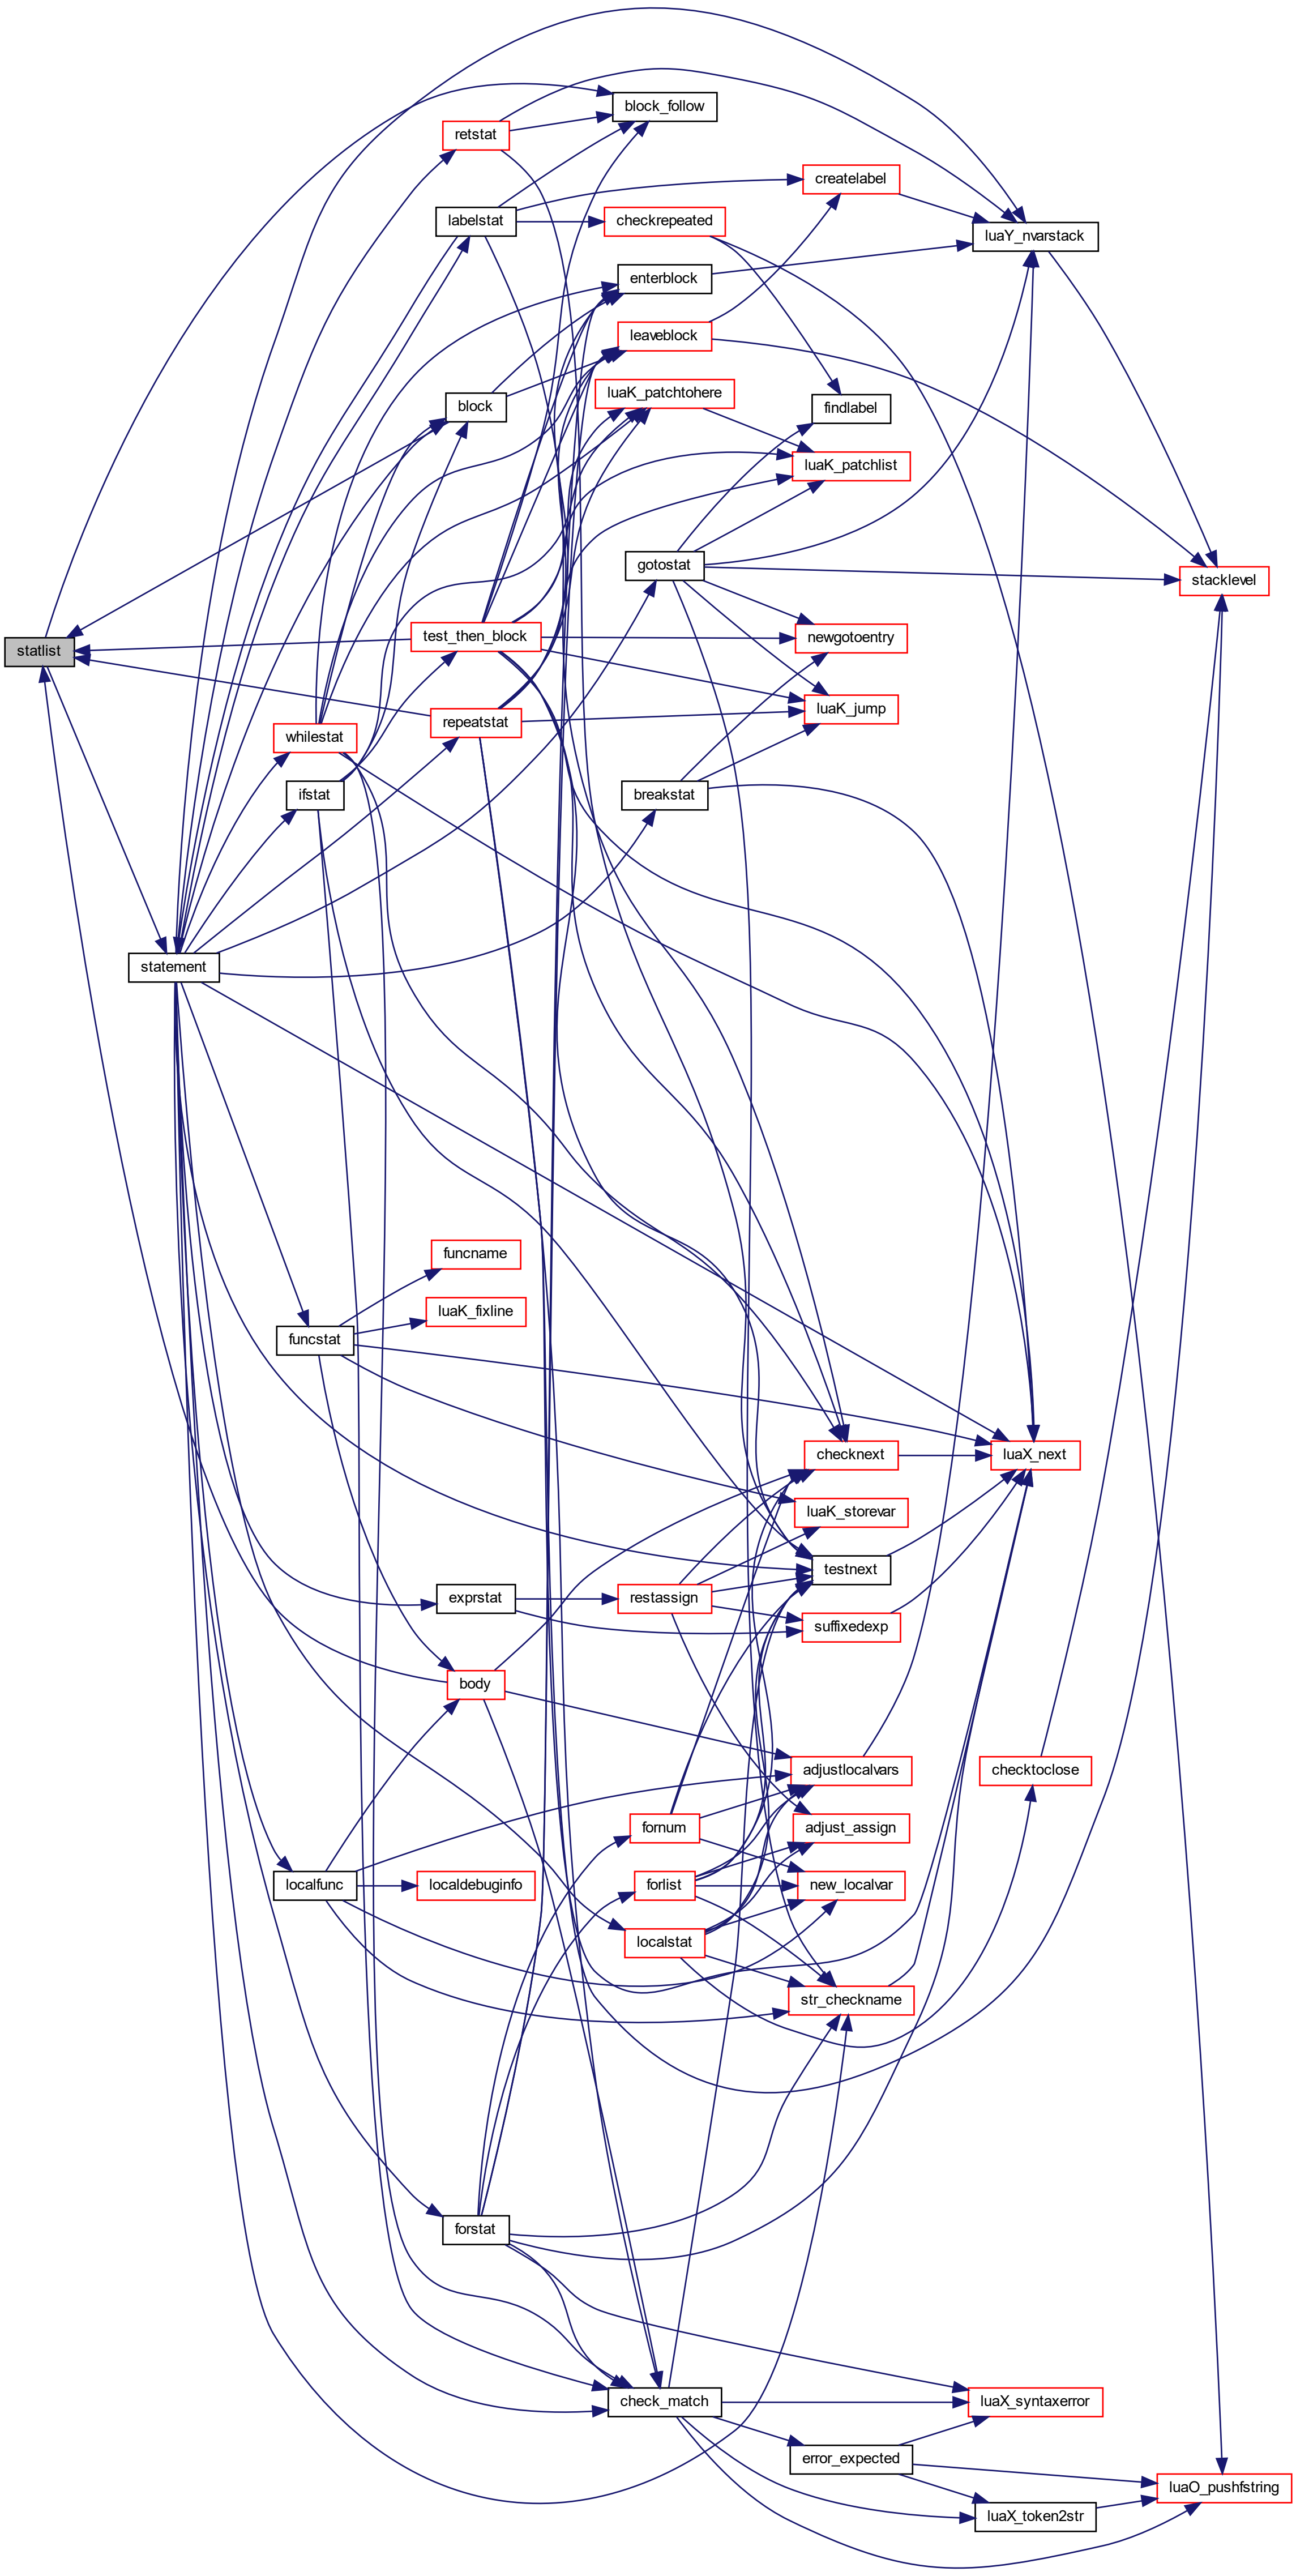 block_follow
retstat
createlabel
labelstat
checkrepeated
luaY_nvarstack
enterblock
leaveblock
luaK_patchtohere
block
findlabel
luaK_patchlist
gotostat
stacklevel
test_then_block
newgotoentry
statlist
luaK_jump
repeatstat
whilestat
ifstat
breakstat
statement
funcname
luaK_fixline
funcstat
checknext
luaX_next
luaK_storevar
testnext
exprstat
restassign
suffixedexp
body
adjustlocalvars
checktoclose
fornum
adjust_assign
localfunc
localdebuginfo
forlist
new_localvar
localstat
str_checkname
forstat
check_match
luaX_syntaxerror
error_expected
luaO_pushfstring
luaX_token2str